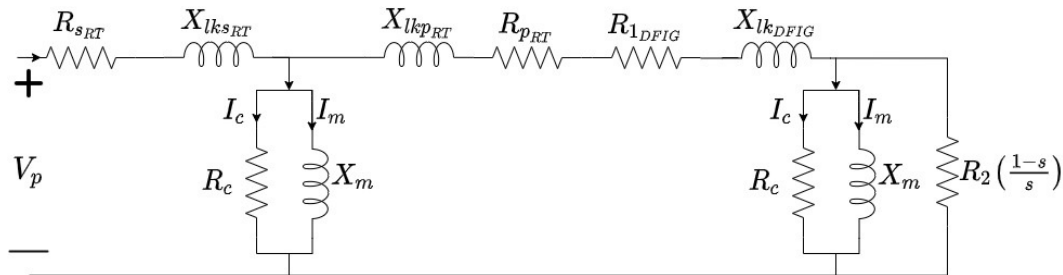 R_{s_{RT}} X_{lks_{RT}} X_{lkp_{RT}} R_{p_{RT}} R_{1_{DFIG}} X_{lk_{DFIG}}
+
I_c I_m I_c I_m
V_p R_c X_m R_c X_m R_2 (\frac{1-s}{s})
—